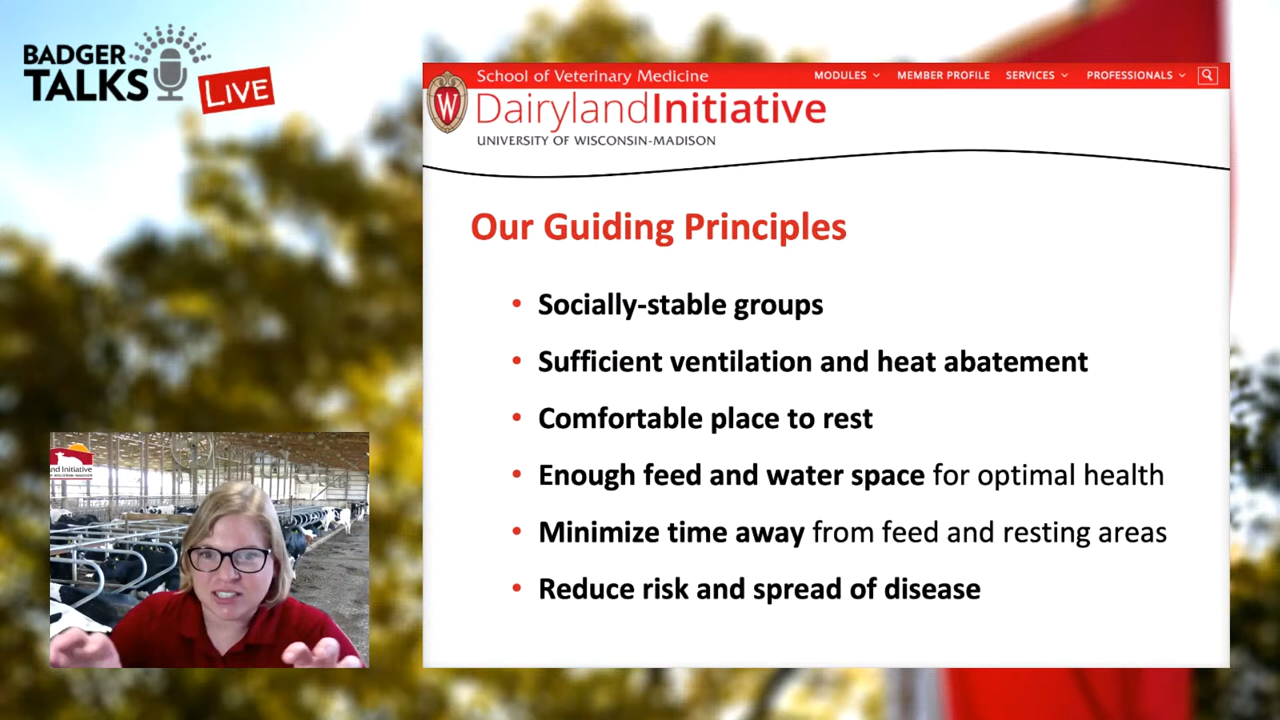 BADGER
TALKS
LIVE
School of Veterinary Medicine
MODULES
MEMBER PROFILE
SERVICES
PROFESSIONALS
W
DairylandInitiative
UNIVERSITY OF WISCONSIN-MADISON
Our Guiding Principles
• Socially-stable groups
• Sufficient ventilation and heat abatement
• Comfortable place to rest
• Enough feed and water space for optimal health
• Minimize time away from feed and resting areas
• Reduce risk and spread of disease
nd Initiative